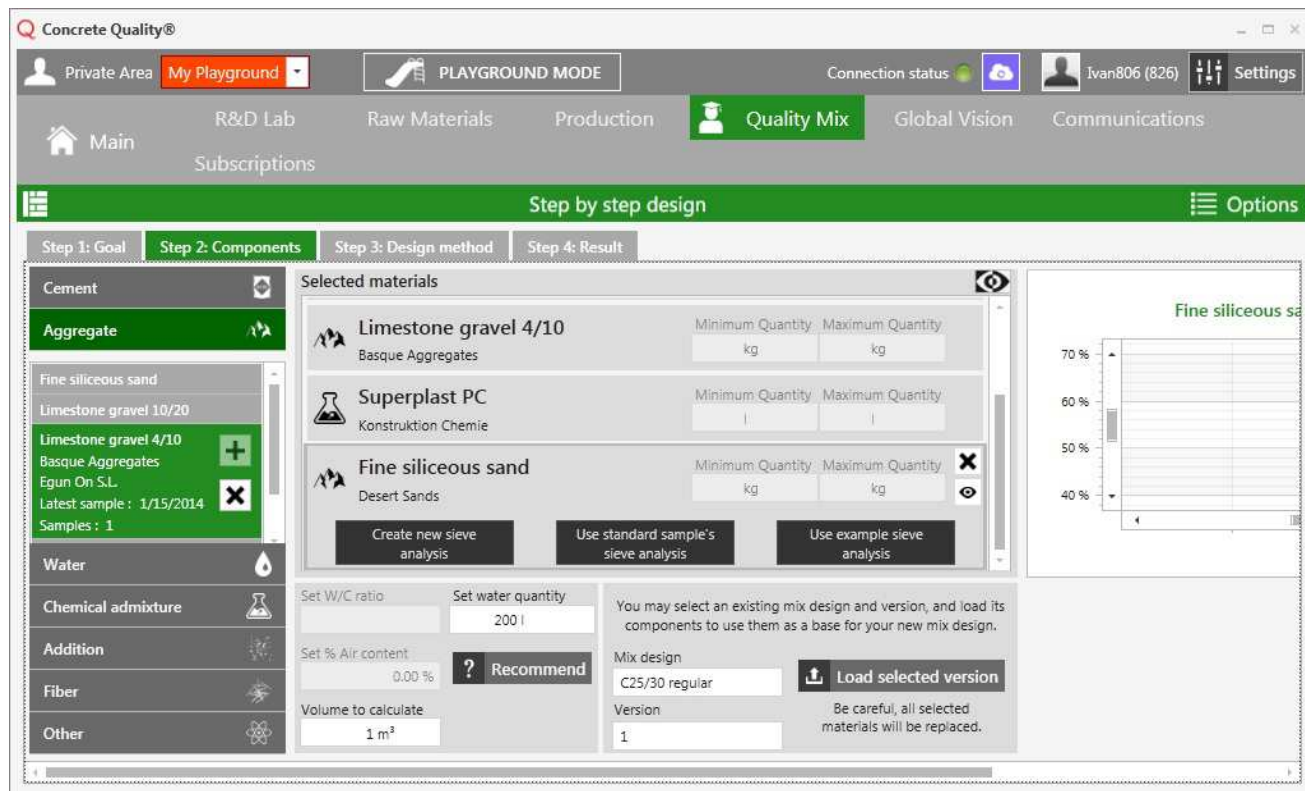 Concrete Quality®
Private Area My Playground PLAYGROUND MODE Connection status Ivan806 (826) Settings
Main R&D Lab Raw Materials Production Quality Mix Global Vision Communications
Subscriptions
Step by step design Options
Step 1: Goal Step 2: Components Step 3: Design method Step 4: Result
Cement
Aggregate
Fine siliceous sand
Limestone gravel 10/20
Limestone gravel 4/10
Basque Aggregates
Egun On S.L.
Latest sample : 1/15/2014
Samples : 1
Water
Chemical admixture
Addition
Fiber
Other
Selected materials
Limestone gravel 4/10 Minimum Quantity Maximum Quantity
Basque Aggregates kg kg
Superplast PC Minimum Quantity Maximum Quantity
Konstruktion Chemie l l
Fine siliceous sand Minimum Quantity Maximum Quantity
Desert Sands kg kg
Create new sieve
analysis
Use standard sample's
sieve analysis
Use example sieve
analysis
Set W/C ratio Set water quantity
200 l
Set % Air content
0.00 % ? Recommend
Volume to calculate
1 m³
You may select an existing mix design and version, and load its
components to use them as a base for your new mix design.
Mix design
C25/30 regular
Load selected version
Version
1
Be careful, all selected
materials will be replaced.
Fine siliceous sa
70 %
60 %
50 %
40 %